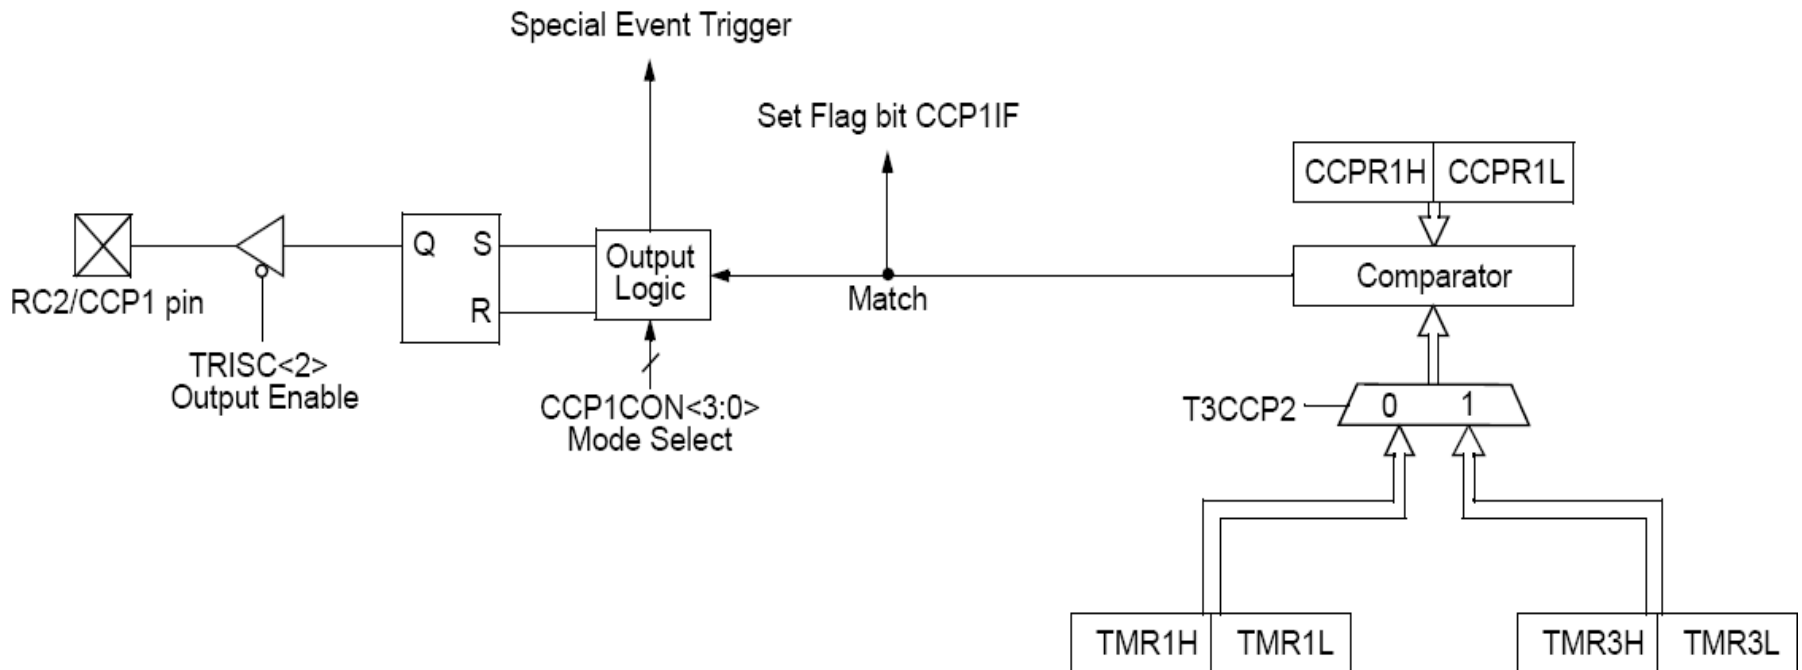 Special Event Trigger
Set Flag bit CCP1IF
CCPR1H CCPR1L
Q S
Output
Logic
Comparator
RC2/CCP1 pin
R
Match
TRISC<2>
Output Enable
CCP1CON<3:0>
Mode Select
T3CCP2 0 1
TMR1H TMR1L TMR3H TMR3L